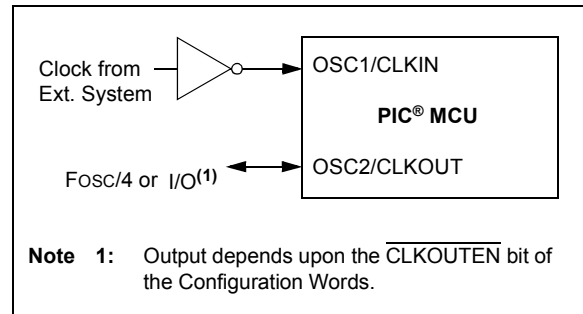 Clock from
Ext. System
OSC1/CLKIN
PIC® MCU
FOSC/4 or I/O(1)
OSC2/CLKOUT
Note 1: Output depends upon the CLKOUTEN bit of
the Configuration Words.